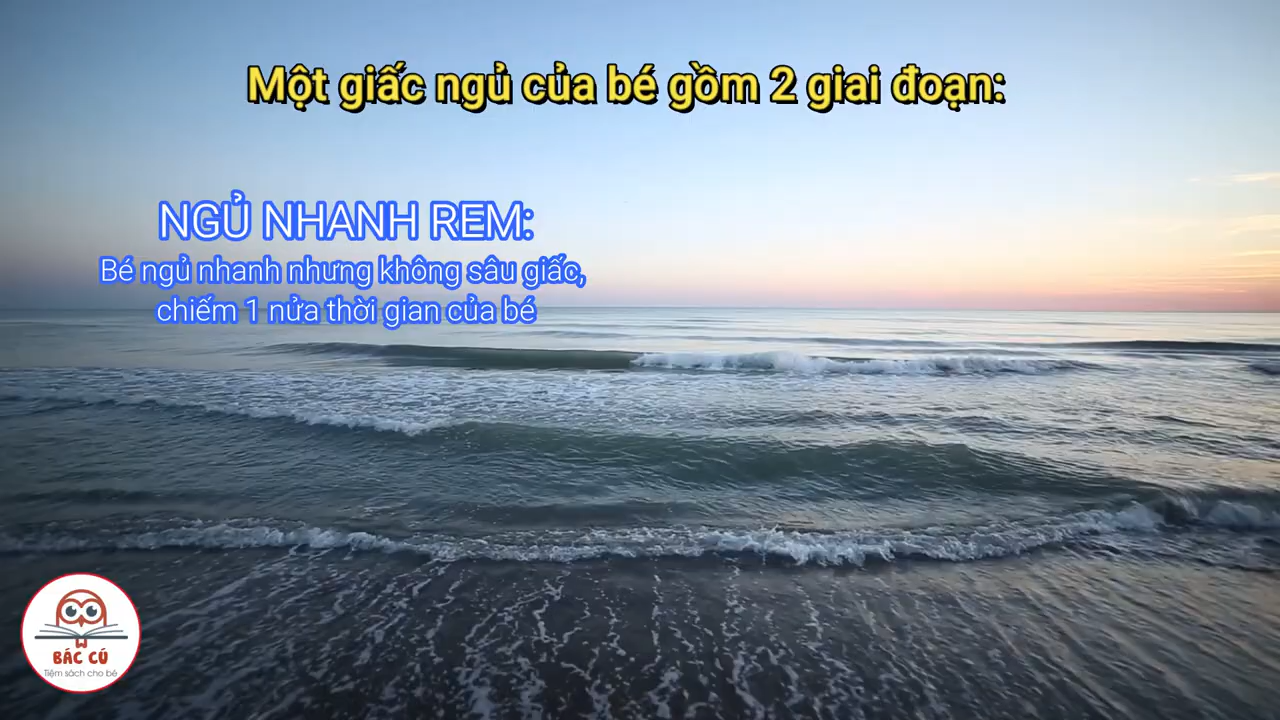 Một giấc ngủ của bé gồm 2 giai đoạn:
NGỦ NHANH REM:
Bé ngủ nhanh nhưng không sâu giấc,
chiếm 1 nửa thời gian của bé
BÁC CÚ
Tiệm sách cho bé